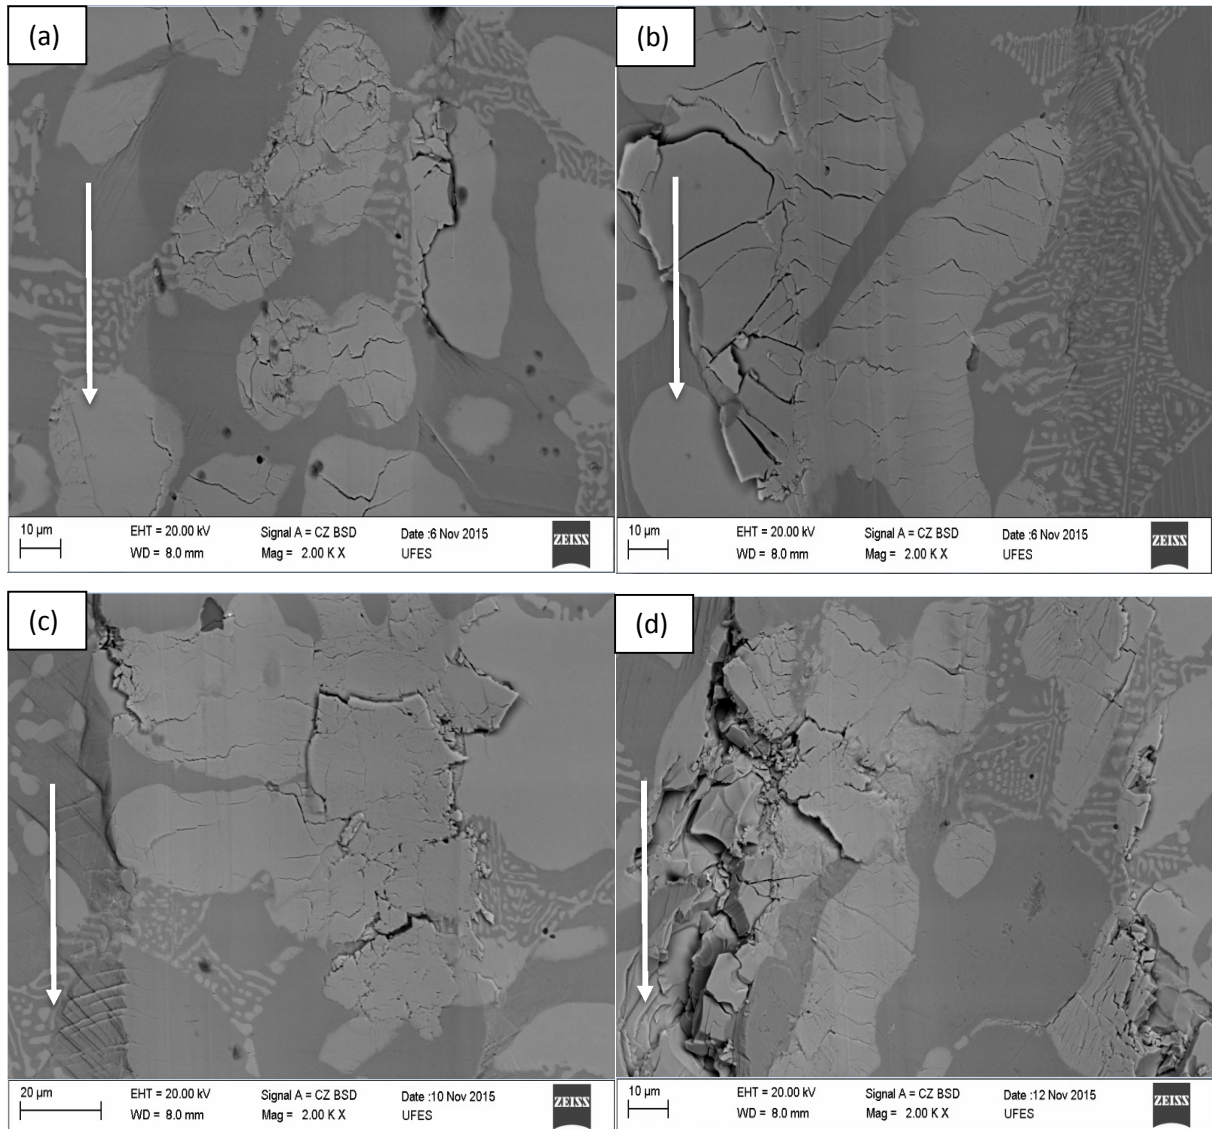 (a)
(b)
10 µm EHT = 20.00 kV Signal A = CZ BSD Date :6 Nov 2015 ZEISS
WD = 8.0 mm Mag = 2.00 K X UFES
10 µm EHT = 20.00 kV Signal A = CZ BSD Date :6 Nov 2015 ZEISS
WD = 8.0 mm Mag = 2.00 K X UFES
(c)
(d)
20 µm EHT = 20.00 kV Signal A = CZ BSD Date :10 Nov 2015 ZEISS
WD = 8.0 mm Mag = 2.00 K X UFES
10 µm EHT = 20.00 kV Signal A = CZ BSD Date :12 Nov 2015 ZEISS
WD = 8.0 mm Mag = 2.00 K X UFES